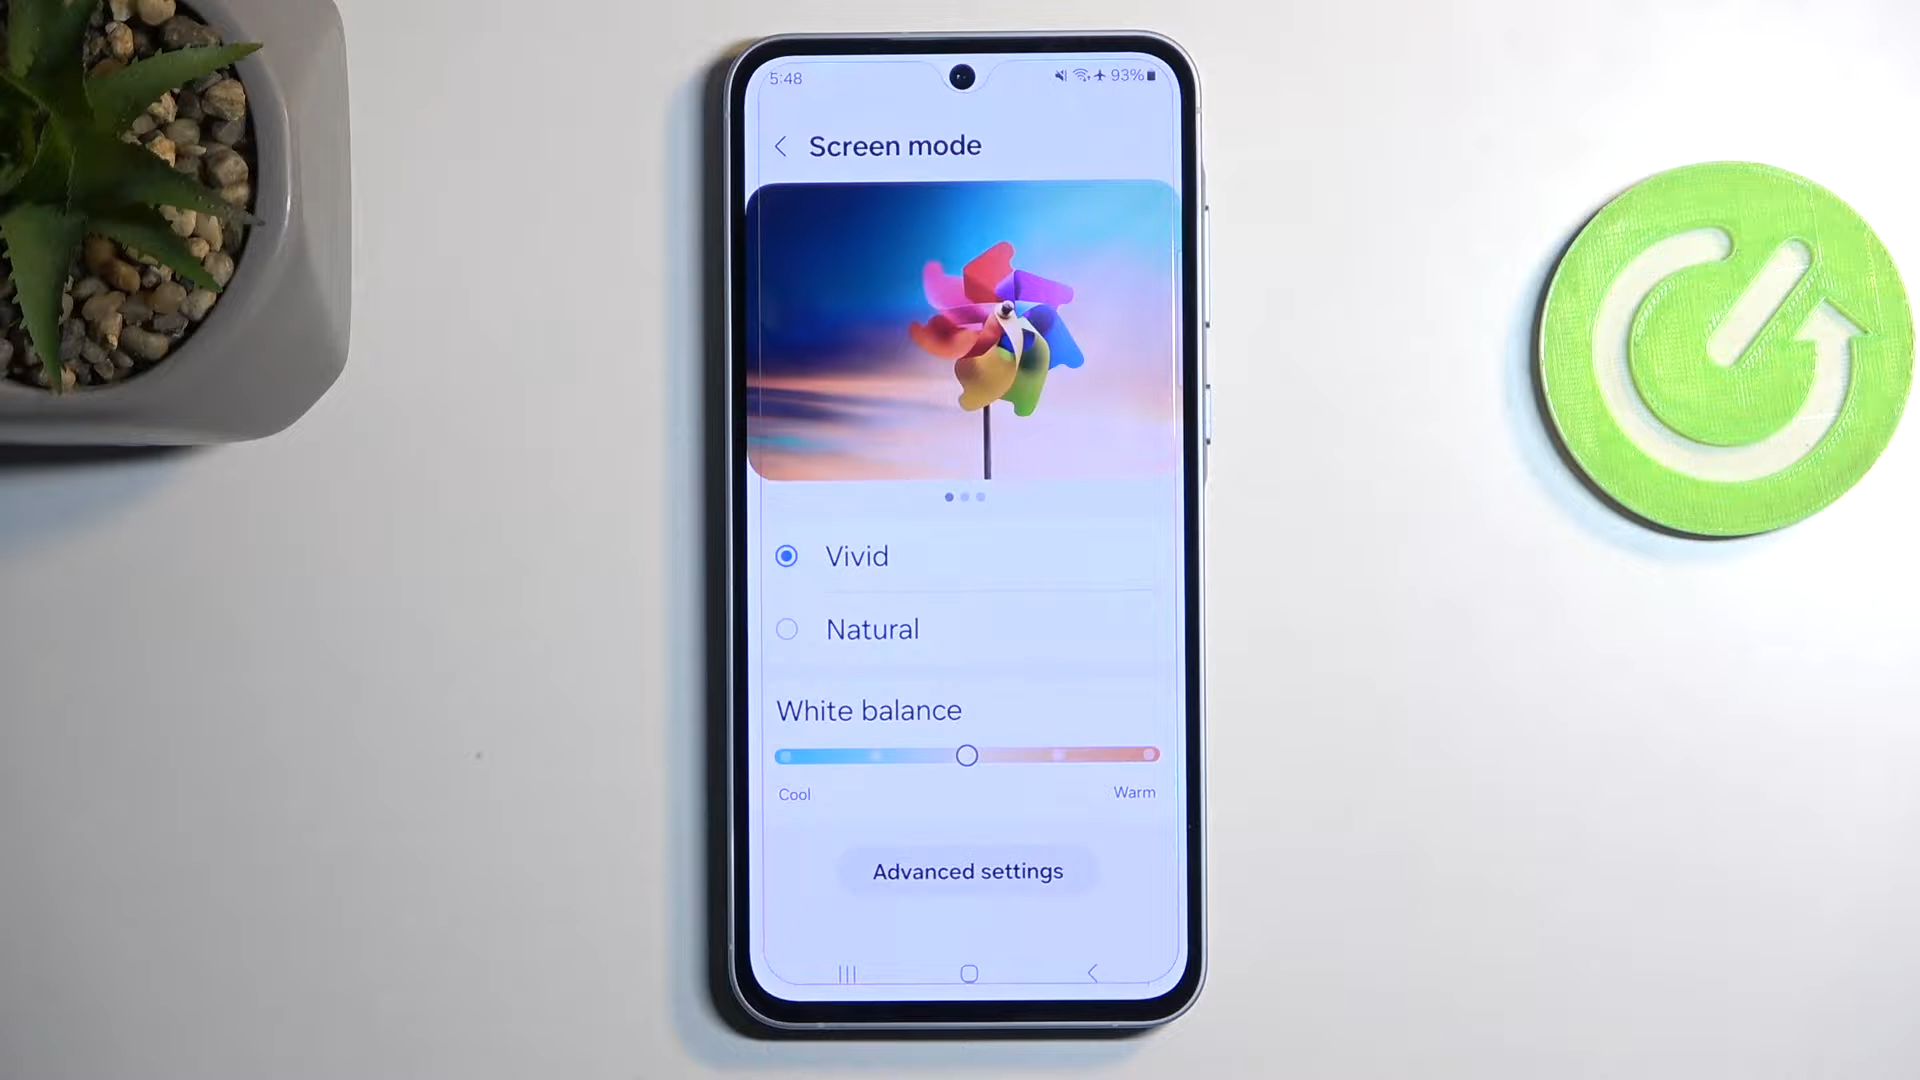 5:48
93%
Screen mode
Vivid
Natural
White balance
Cool
Warm
Advanced settings